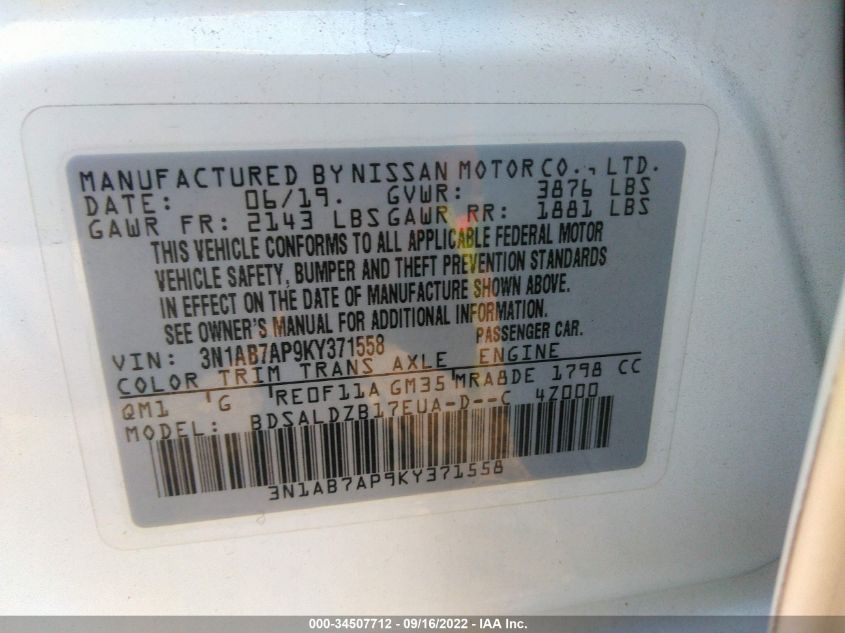 MANUFACTURED BY NISSAN MOTOR CO., LTD.
DATE: 06/19. GVWR: 3876 LBS
GAWR FR: 2143 LBS GAWR RR: 1881 LBS
THIS VEHICLE CONFORMS TO ALL APPLICABLE FEDERAL MOTOR
VEHICLE SAFETY, BUMPER AND THEFT PREVENTION STANDARDS
IN EFFECT ON THE DATE OF MANUFACTURE SHOWN ABOVE.
SEE OWNER'S MANUAL FOR ADDITIONAL INFORMATION.
VIN: 3N1AB7AP9KY371558 PASSENGER CAR.
COLOR TRIM TRANS AXLE ENGINE
QM1 'G 'RE0F11A GM35 MRA8DE 1798 CC
MODEL: BDSALDZB17EUA-D--C 4Z000
3N1AB7AP9KY371558
000-34507712 - 09/16/2022 - IAA Inc.